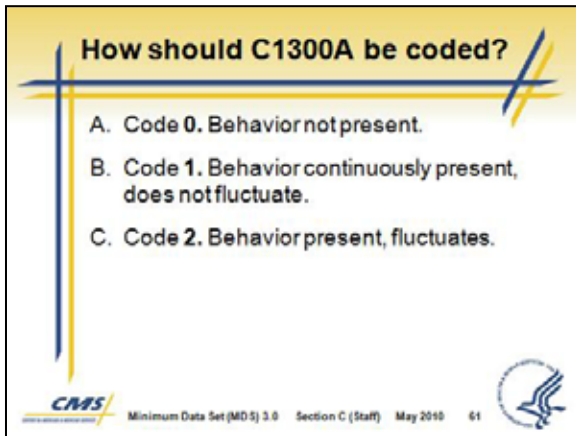 How should C1300A be coded?
A. Code 0. Behavior not present.
B. Code 1. Behavior continuously present,
does not fluctuate.
C. Code 2. Behavior present, fluctuates.
CMS
Minimum Data Set (MDS) 3.0 Section C (Staff) May 2010 61